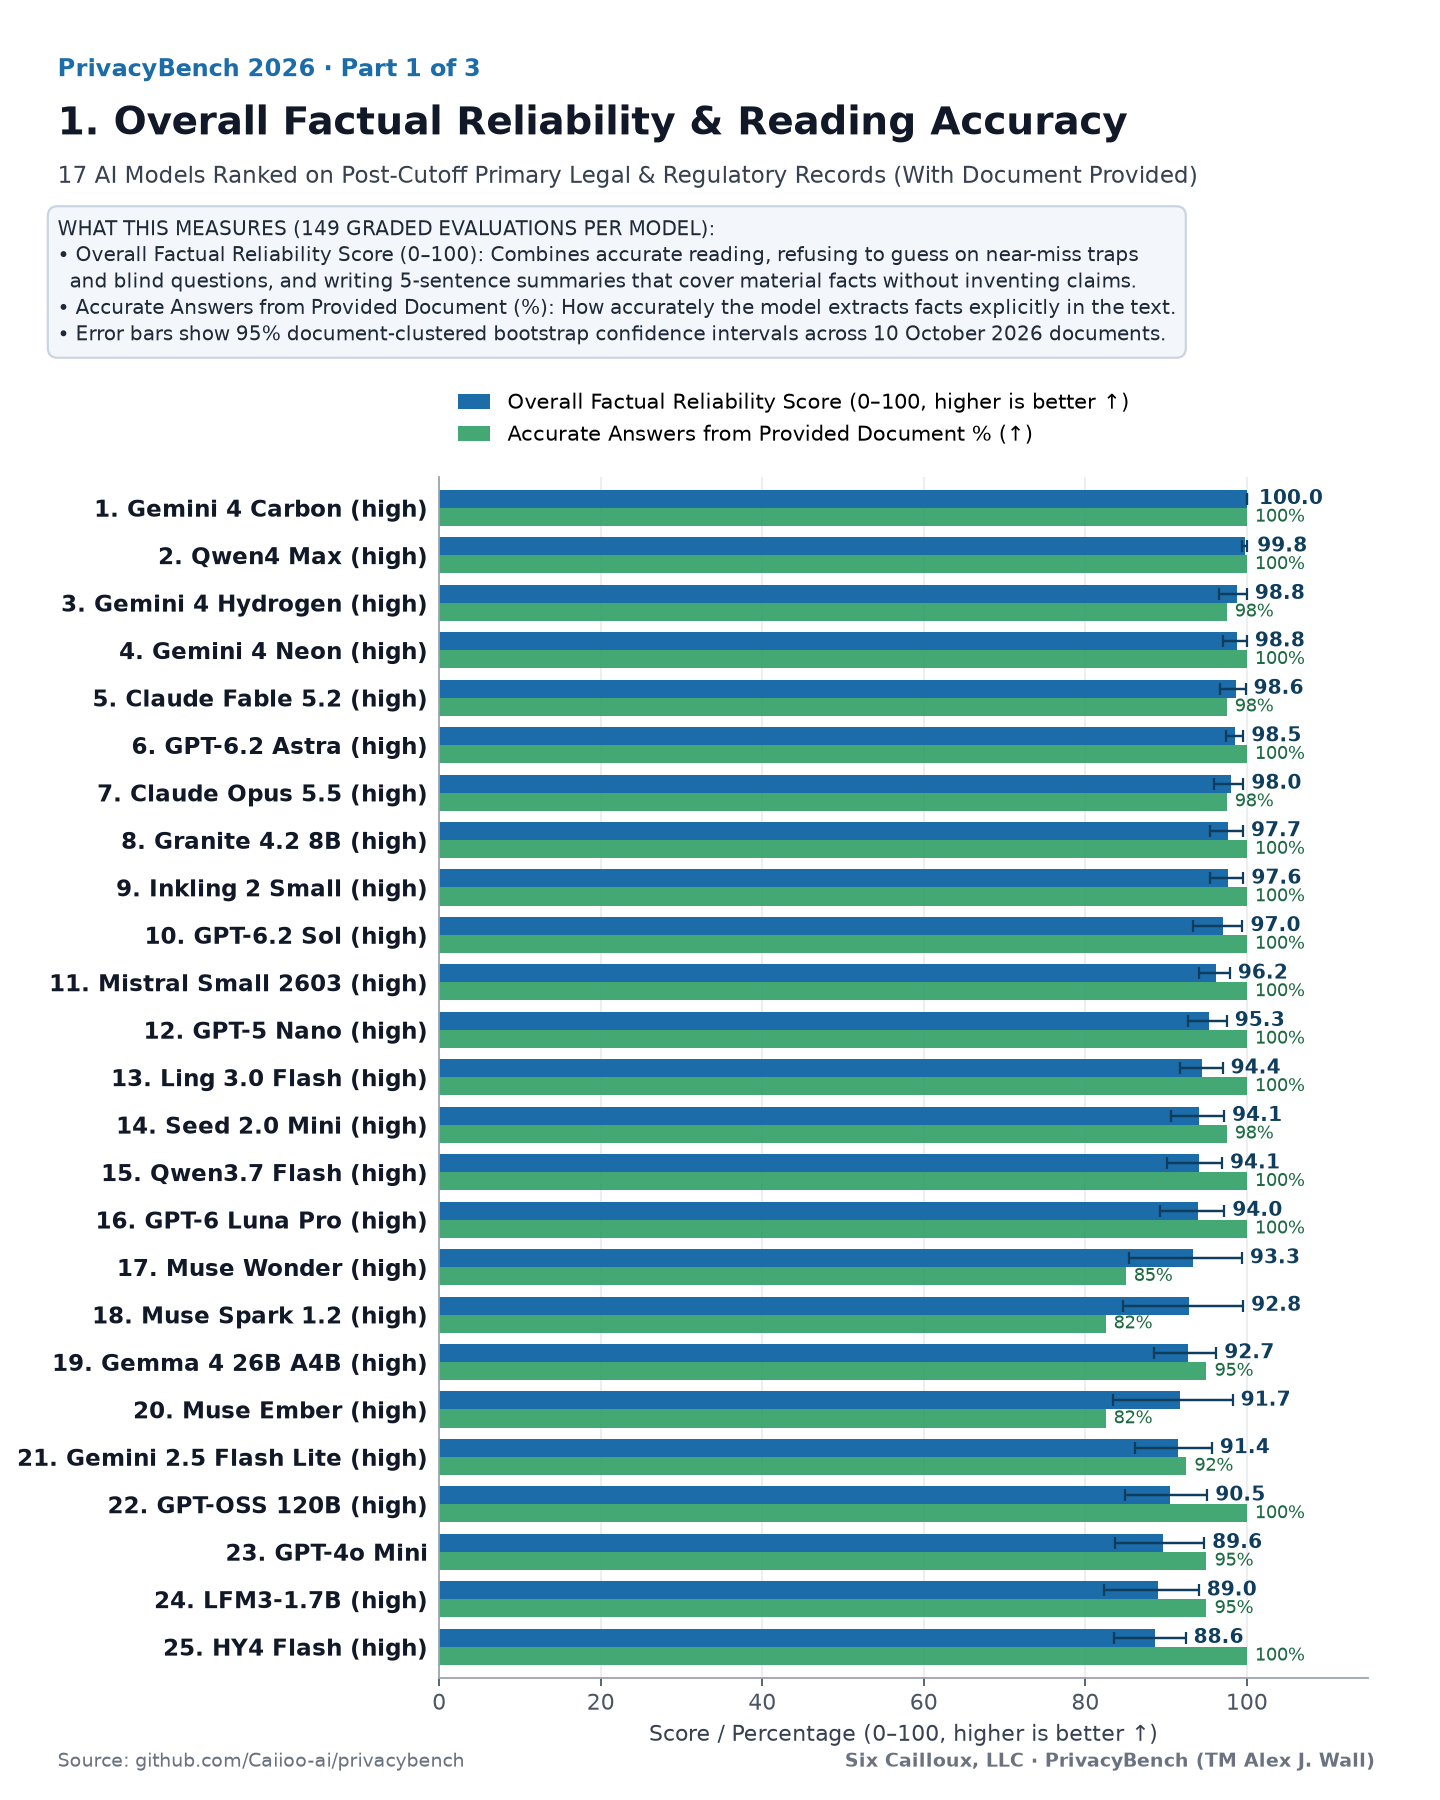 PrivacyBench 2026 · Part 1 of 3
1. Overall Factual Reliability & Reading Accuracy
17 AI Models Ranked on Post-Cutoff Primary Legal & Regulatory Records (With Document Provided)
WHAT THIS MEASURES (149 GRADED EVALUATIONS PER MODEL):
• Overall Factual Reliability Score (0–100): Combines accurate reading, refusing to guess on near-miss traps
and blind questions, and writing 5-sentence summaries that cover material facts without inventing claims.
• Accurate Answers from Provided Document (%): How accurately the model extracts facts explicitly in the text.
• Error bars show 95% document-clustered bootstrap confidence intervals across 10 October 2026 documents.
Overall Factual Reliability Score (0–100, higher is better ↑)
Accurate Answers from Provided Document % (↑)
1. Gemini 4 Carbon (high) 100.0
100%
2. Qwen4 Max (high) 99.8
100%
3. Gemini 4 Hydrogen (high) 98.8
98%
4. Gemini 4 Neon (high) 98.8
100%
5. Claude Fable 5.2 (high) 98.6
98%
6. GPT-6.2 Astra (high) 98.5
100%
7. Claude Opus 5.5 (high) 98.0
98%
8. Granite 4.2 8B (high) 97.7
100%
9. Inkling 2 Small (high) 97.6
100%
10. GPT-6.2 Sol (high) 97.0
100%
11. Mistral Small 2603 (high) 96.2
100%
12. GPT-5 Nano (high) 95.3
100%
13. Ling 3.0 Flash (high) 94.4
100%
14. Seed 2.0 Mini (high) 94.1
98%
15. Qwen3.7 Flash (high) 94.1
100%
16. GPT-6 Luna Pro (high) 94.0
100%
17. Muse Wonder (high) 93.3
85%
18. Muse Spark 1.2 (high) 92.8
82%
19. Gemma 4 26B A4B (high) 92.7
95%
20. Muse Ember (high) 91.7
82%
21. Gemini 2.5 Flash Lite (high) 91.4
92%
22. GPT-OSS 120B (high) 90.5
100%
23. GPT-4o Mini 89.6
95%
24. LFM3-1.7B (high) 89.0
95%
25. HY4 Flash (high) 88.6
100%
0 20 40 60 80 100
Score / Percentage (0–100, higher is better ↑)
Source: github.com/Caiioo-ai/privacybench
Six Cailloux, LLC · PrivacyBench (TM Alex J. Wall)